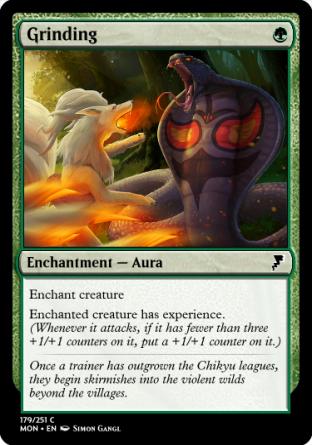 Grinding
Enchantment — Aura
Enchant creature
Enchanted creature has experience.
(Whenever it attacks, if it has fewer than three
+1/+1 counters on it, put a +1/+1 counter on it.)
Once a trainer has outgrown the Chikyu leagues,
they begin skirmishes into the violent wilds
beyond the villages.
179/251 C
MON • EN Simon Gangl